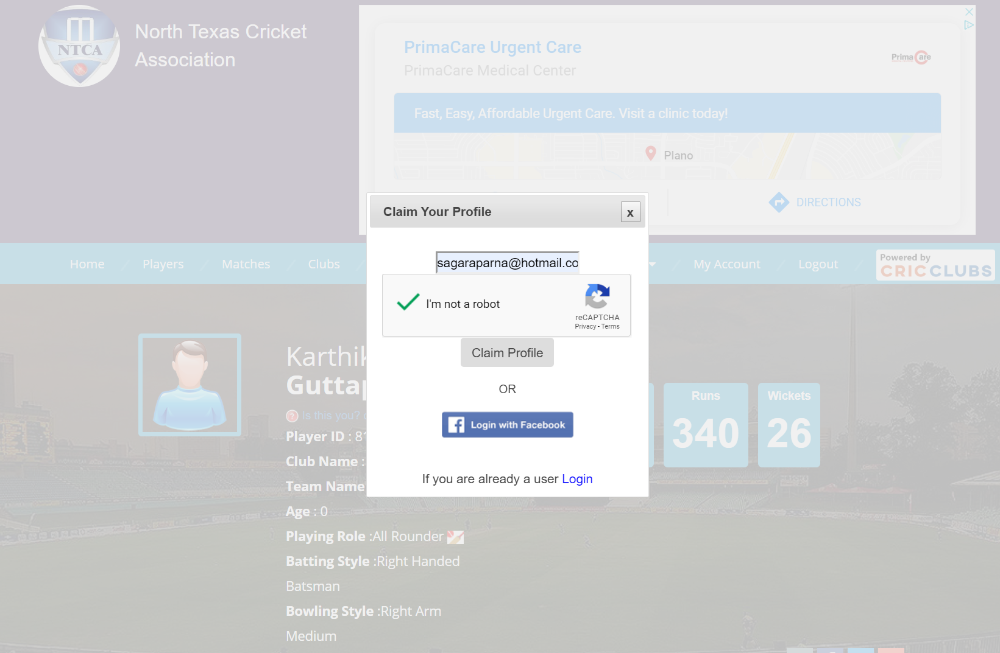 NTCA
North Texas Cricket
Association
PrimaCare Urgent Care
PrimaCare Medical Center
PrimaCare
Fast, Easy, Affordable Urgent Care. Visit a clinic today!
Plano
DIRECTIONS
Claim Your Profile
x
sagaraparna@hotmail.co
I'm not a robot
reCAPTCHA
Privacy - Terms
Claim Profile
OR
Login with Facebook
If you are already a user Login
Home / Players / Matches / Clubs /
/ My Account / Logout /
Powered by
CRICCLUBS
Karthik
? Is this you?
Player ID : 81
Club Name :
Team Name
Age : 0
Playing Role :All Rounder
Batting Style :Right Handed
Batsman
Bowling Style :Right Arm
Medium
Runs
340
Wickets
26